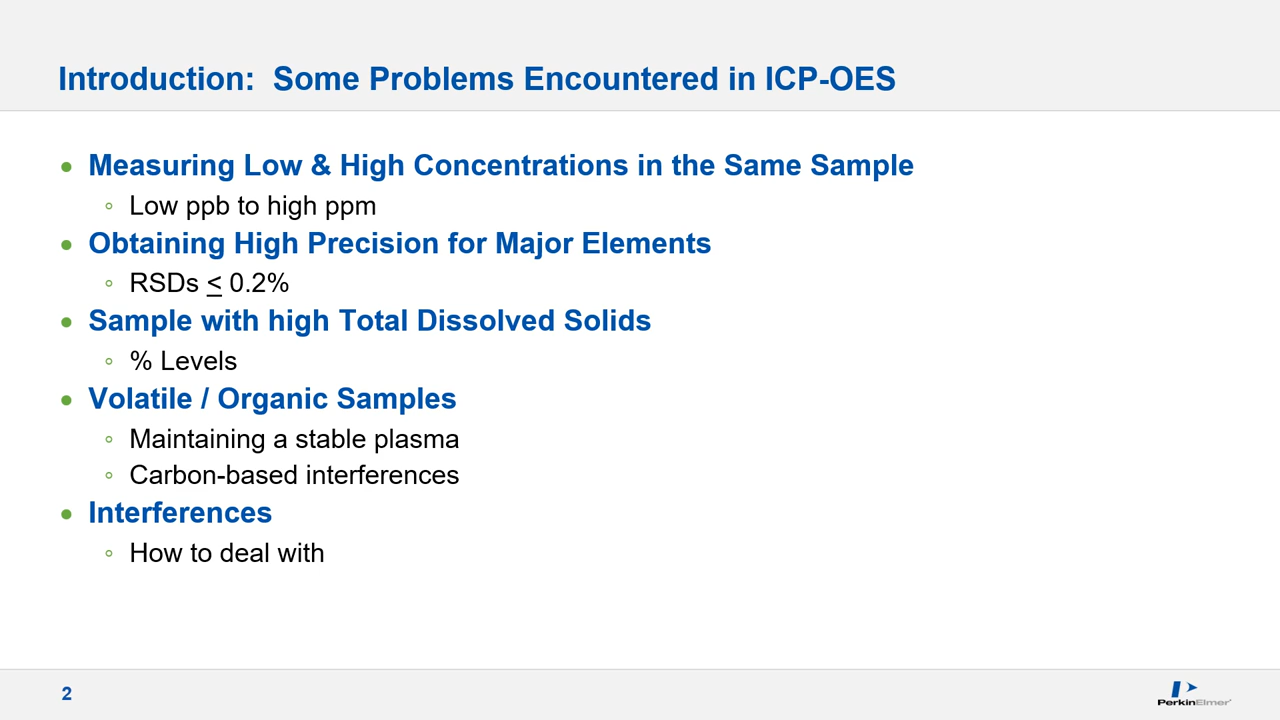 Introduction:  Some Problems Encountered in ICP-OES
• Measuring Low & High Concentrations in the Same Sample
◦ Low ppb to high ppm
• Obtaining High Precision for Major Elements
◦ RSDs ≤ 0.2%
• Sample with high Total Dissolved Solids
◦ % Levels
• Volatile / Organic Samples
◦ Maintaining a stable plasma
◦ Carbon-based interferences
• Interferences
◦ How to deal with
2
PerkinElmer